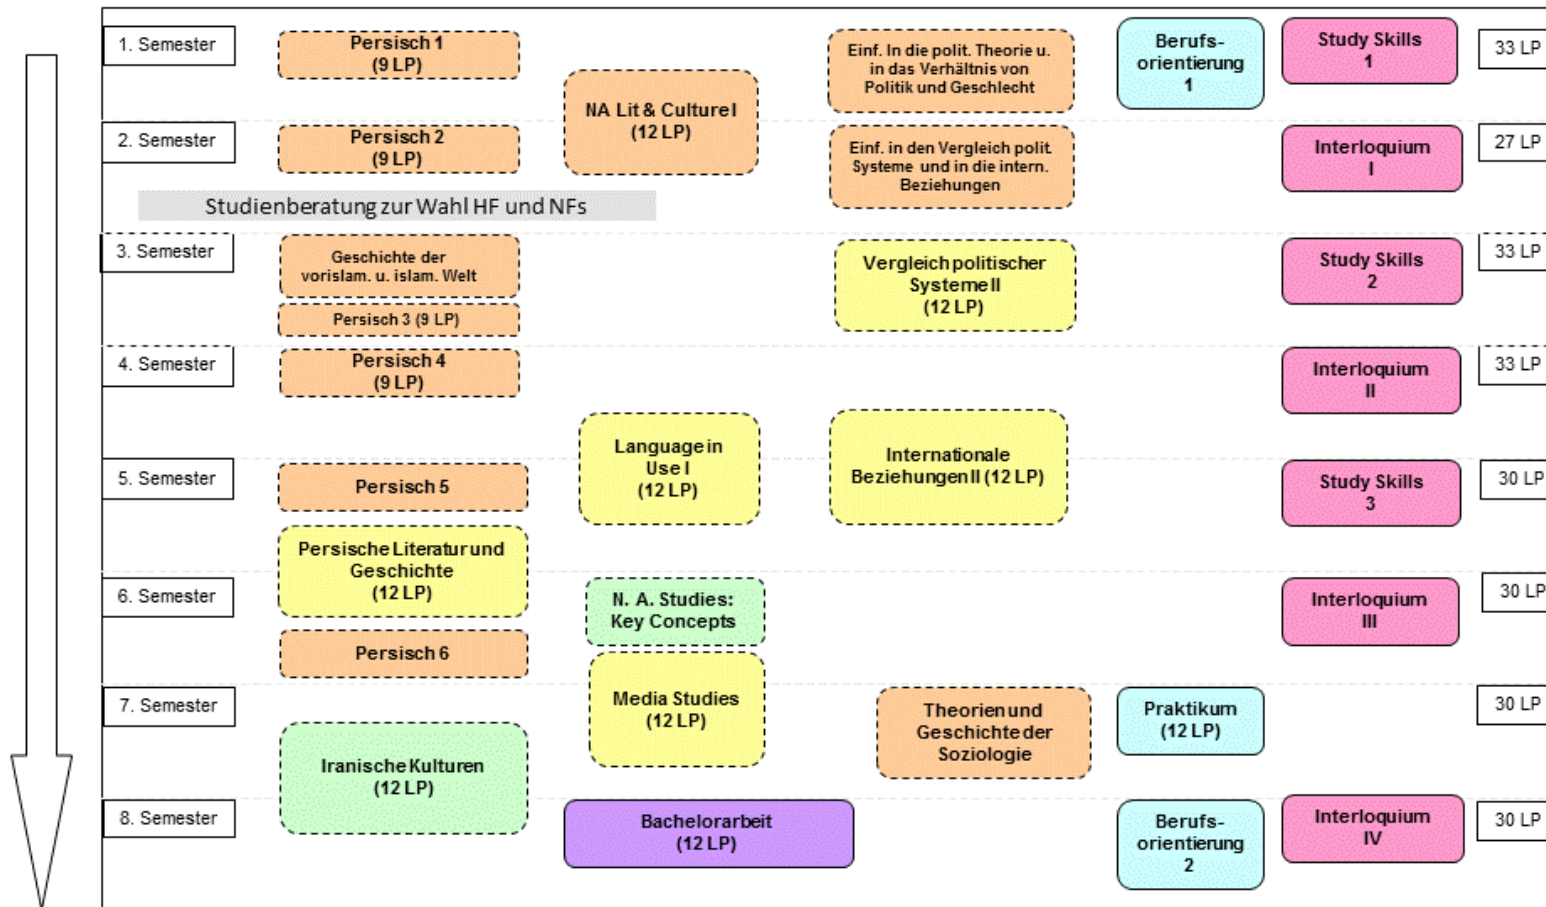 1. Semester
Persisch 1
(9 LP)
NA Lit & Culture I
(12 LP)
Einf. In die polit. Theorie u.
in das Verhältnis von
Politik und Geschlecht
Berufs-
orientierung
1
Study Skills
1
33 LP
2. Semester
Persisch 2
(9 LP)
Einf. in den Vergleich polit.
Systeme und in die intern.
Beziehungen
Interloquium
I
27 LP
Studienberatung zur Wahl HF und NFs
3. Semester
Geschichte der
vorislam. u. islam. Welt
Persisch 3 (9 LP)
Vergleich politischer
Systeme II
(12 LP)
Study Skills
2
33 LP
4. Semester
Persisch 4
(9 LP)
Interloquium
II
33 LP
Language in
Use I
(12 LP)
Internationale
Beziehungen II (12 LP)
5. Semester
Persisch 5
Study Skills
3
30 LP
Persische Literatur und
Geschichte
(12 LP)
6. Semester
N. A. Studies:
Key Concepts
Interloquium
III
30 LP
Persisch 6
Media Studies
(12 LP)
7. Semester
Theorien und
Geschichte der
Soziologie
Praktikum
(12 LP)
30 LP
Iranische Kulturen
(12 LP)
8. Semester
Bachelorarbeit
(12 LP)
Berufs-
orientierung
2
Interloquium
IV
30 LP